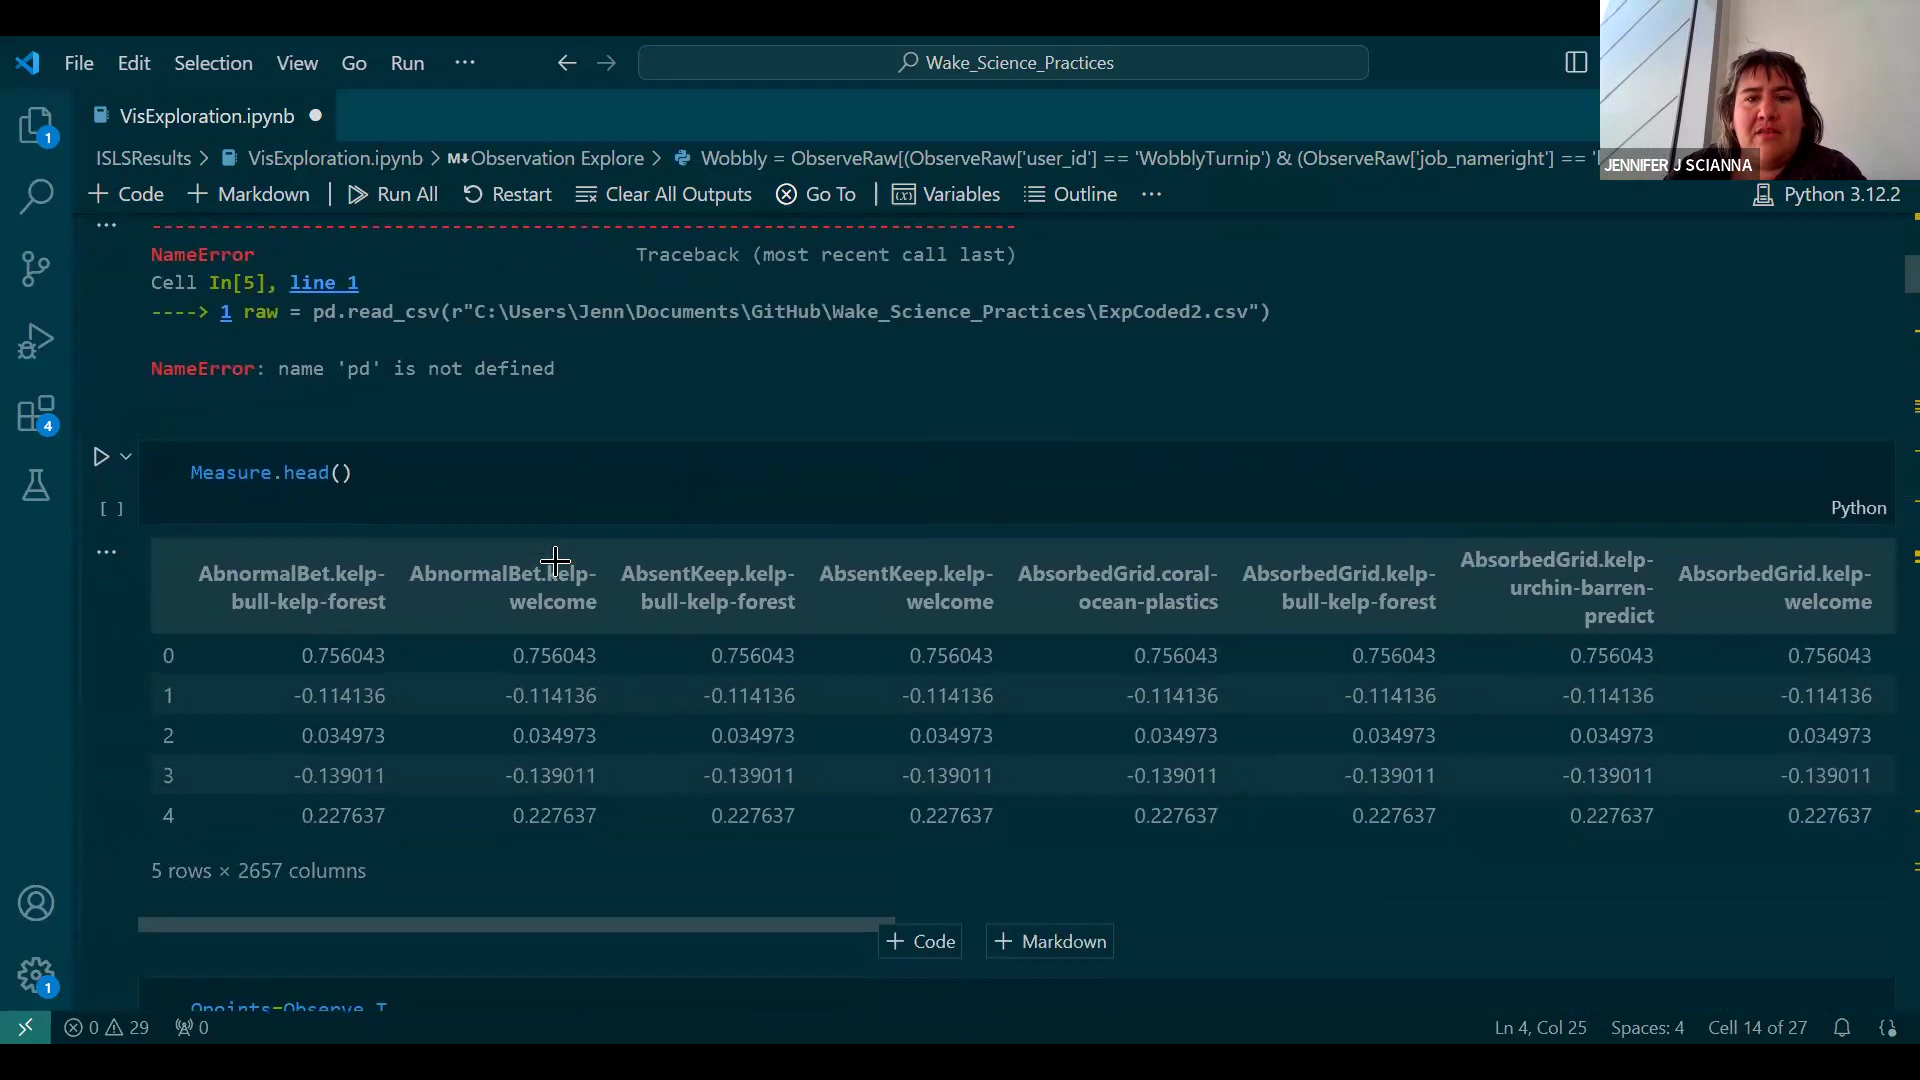 File Edit Selection View Go Run ··· Wake_Science_Practices
JENNIFER J SCIANNA
VisExploration.ipynb
ISLSResults > VisExploration.ipynb > M↓Observation Explore > Wobbly = ObserveRaw[(ObserveRaw['user_id'] == 'WobblyTurnip') & (ObserveRaw['job_nameright'] == '
+ Code + Markdown Run All Restart Clear All Outputs Go To Variables Outline ··· Python 3.12.2
---------------------------------------------------------------------------
NameError Traceback (most recent call last)
Cell In[5], line 1
----> 1 raw = pd.read_csv(r"C:\Users\Jenn\Documents\GitHub\Wake_Science_Practices\ExpCoded2.csv")
NameError: name 'pd' is not defined
Measure.head()
[ ]
Python
AbnormalBet.kelp-bull-kelp-forest AbnormalBet.kelp-welcome AbsentKeep.kelp-bull-kelp-forest AbsentKeep.kelp-welcome AbsorbedGrid.coral-ocean-plastics AbsorbedGrid.kelp-bull-kelp-forest AbsorbedGrid.kelp-urchin-barren-predict AbsorbedGrid.kelp-welcome
0 0.756043 0.756043 0.756043 0.756043 0.756043 0.756043 0.756043 0.756043
1 -0.114136 -0.114136 -0.114136 -0.114136 -0.114136 -0.114136 -0.114136 -0.114136
2 0.034973 0.034973 0.034973 0.034973 0.034973 0.034973 0.034973 0.034973
3 -0.139011 -0.139011 -0.139011 -0.139011 -0.139011 -0.139011 -0.139011 -0.139011
4 0.227637 0.227637 0.227637 0.227637 0.227637 0.227637 0.227637 0.227637
5 rows × 2657 columns
+ Code + Markdown
Opoints=Observe.T
0 29 0 Ln 4, Col 25 Spaces: 4 Cell 14 of 27
1
4
1